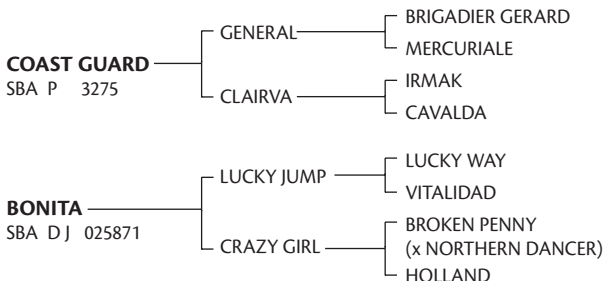 COAST GUARD
SBA P 3275
GENERAL
CLAIRVA
BRIGADIER GERARD
MERCURIALE
IRMAK
CAVALDA
BONITA
SBA D J 025871
LUCKY JUMP
CRAZY GIRL
LUCKY WAY
VITALIDAD
BROKEN PENNY
(x NORTHERN DANCER)
HOLLAND